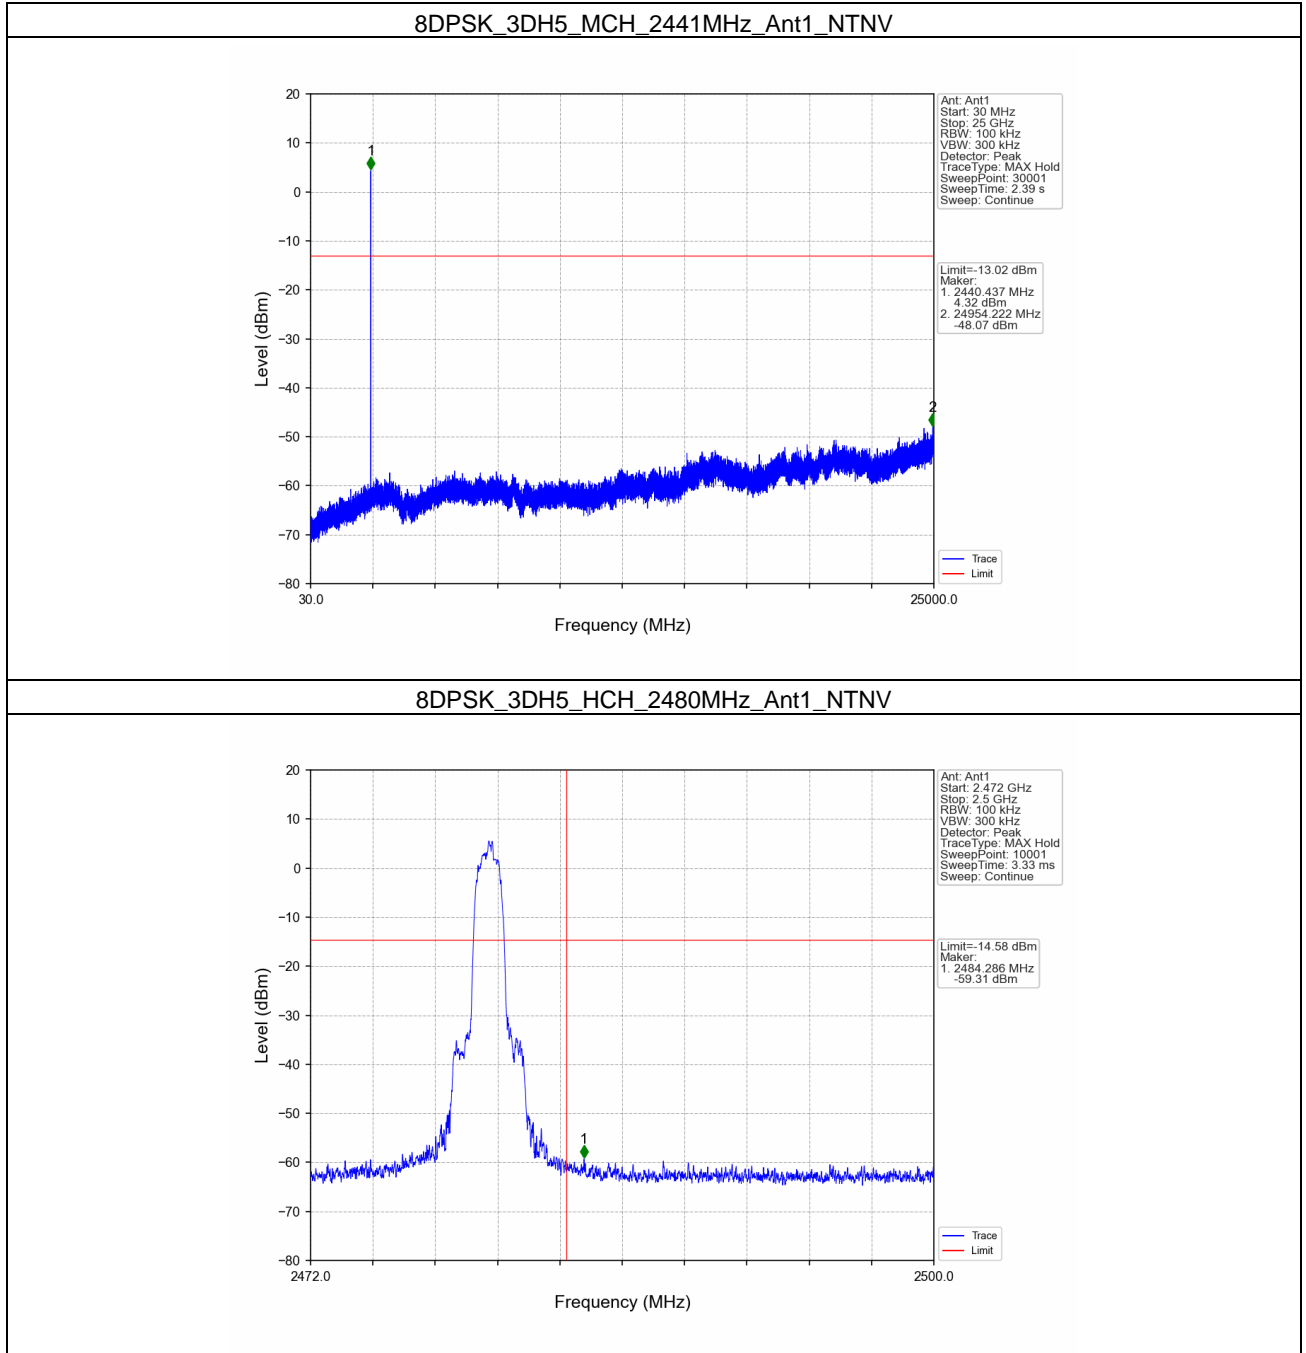 8DPSK_3DH5_MCH_2441MHz_Ant1_NTNV
20
10
0
−10
−20
−30
−40
−50
−60
−70
−80
Level (dBm)
1
2
30.0
25000.0
Frequency (MHz)
Ant: Ant1
Start: 30 MHz
Stop: 25 GHz
RBW: 100 kHz
VBW: 300 kHz
Detector: Peak
TraceType: MAX Hold
SweepPoint: 30001
SweepTime: 2.39 s
Sweep: Continue
Limit=-13.02 dBm
Maker:
1. 2440.437 MHz
4.32 dBm
2. 24954.222 MHz
-48.07 dBm
Trace
Limit
8DPSK_3DH5_HCH_2480MHz_Ant1_NTNV
20
10
0
−10
−20
−30
−40
−50
−60
−70
−80
Level (dBm)
1
2472.0
2500.0
Frequency (MHz)
Ant: Ant1
Start: 2.472 GHz
Stop: 2.5 GHz
RBW: 100 kHz
VBW: 300 kHz
Detector: Peak
TraceType: MAX Hold
SweepPoint: 10001
SweepTime: 3.33 ms
Sweep: Continue
Limit=-14.58 dBm
Maker:
1. 2484.286 MHz
-59.31 dBm
Trace
Limit